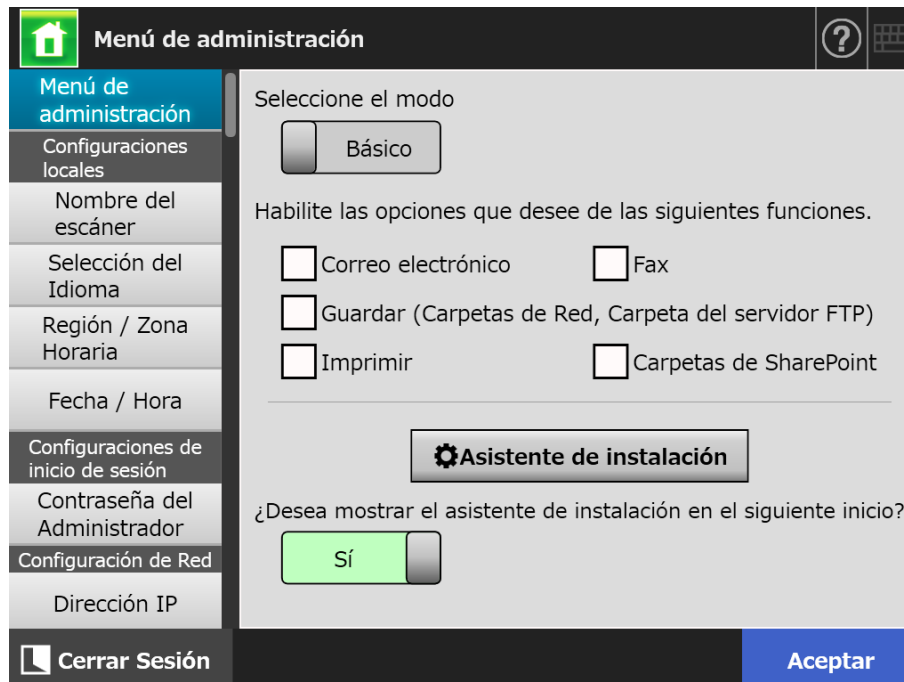 Menú de administración
?
Menú de
administración
Configuraciones
locales
Nombre del
escáner
Selección del
Idioma
Región / Zona
Horaria
Fecha / Hora
Configuraciones de
inicio de sesión
Contraseña del
Administrador
Configuración de Red
Dirección IP
Seleccione el modo
Básico
Habilite las opciones que desee de las siguientes funciones.
Correo electrónico
Fax
Guardar (Carpetas de Red, Carpeta del servidor FTP)
Imprimir
Carpetas de SharePoint
Asistente de instalación
¿Desea mostrar el asistente de instalación en el siguiente inicio?
Sí
Cerrar Sesión
Aceptar